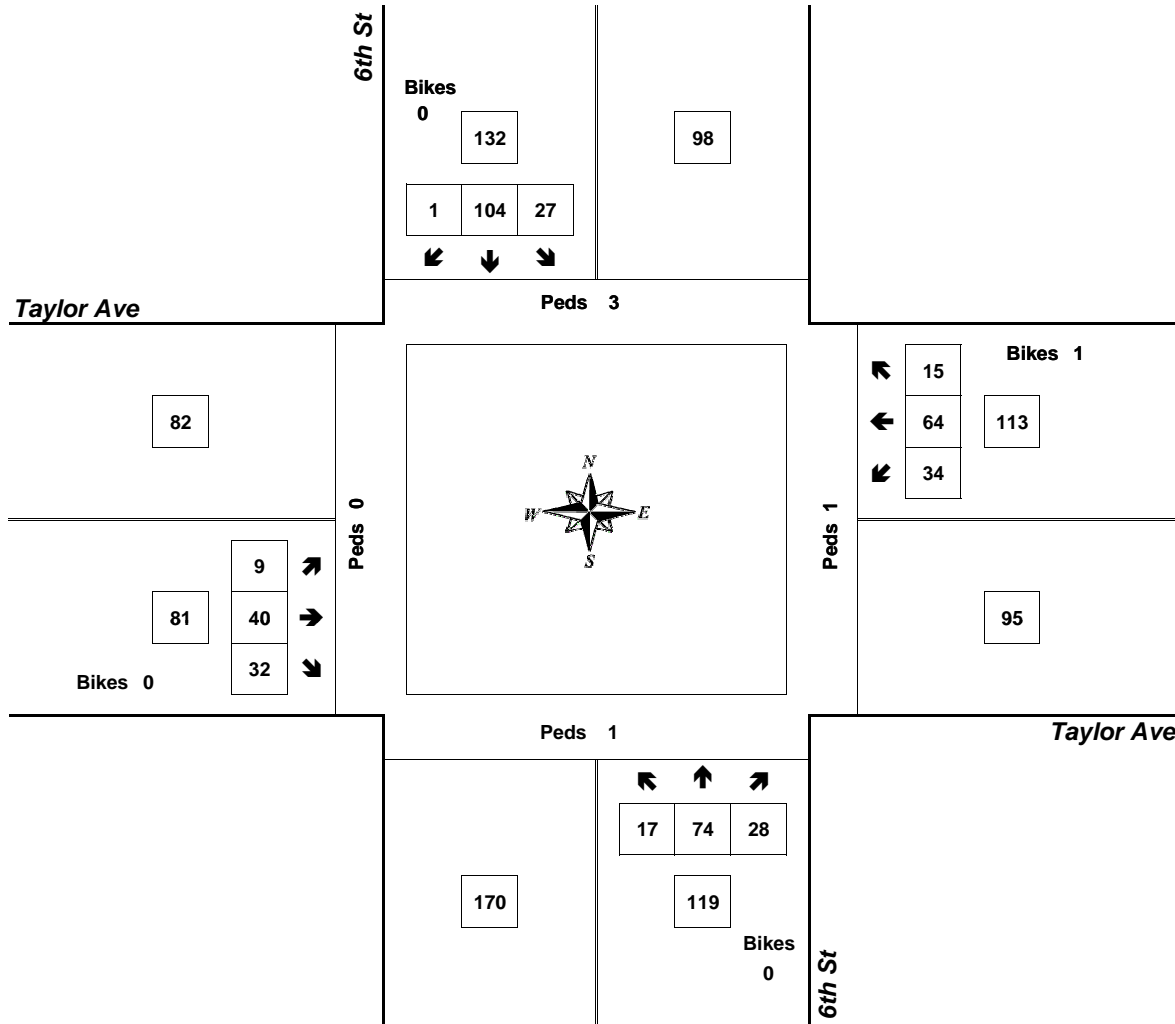 6th St
Bikes
0
132
98
1 104 27
Peds 3
Taylor Ave
Bikes 1
15
82
64 113
34
N
W E
S
Peds 0
Peds 1
9
81 40
95
32
Bikes 0
Peds 1
Taylor Ave
17 74 28
170 119
Bikes
0
6th St